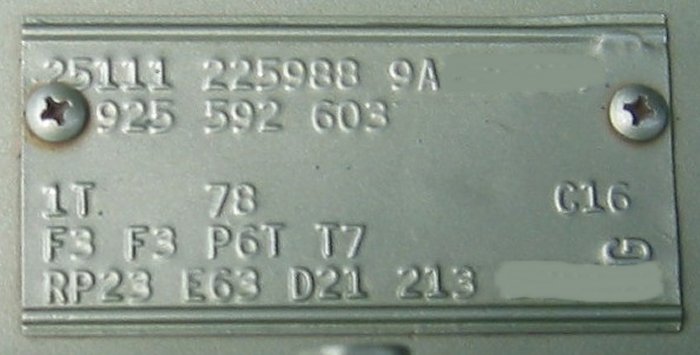 25111 225988 9A
925 592 603
1T. 78 C16
F3 F3 P6T T7 G
RP23 E63 D21 213